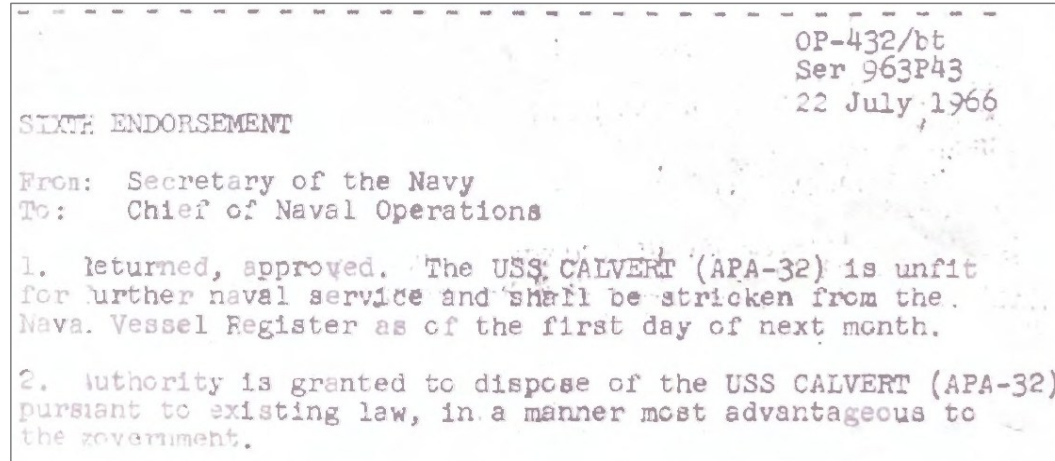 OP-432/bt
Ser 963P43
22 July 1966
SIXTH ENDORSEMENT
From: Secretary of the Navy
To: Chief of Naval Operations
1. Returned, approved. The USS CALVERT (APA-32) is unfit
for further naval service and shall be stricken from the
Naval Vessel Register as of the first day of next month.
2. Authority is granted to dispose of the USS CALVERT (APA-32)
pursuant to existing law, in a manner most advantageous to
the government.